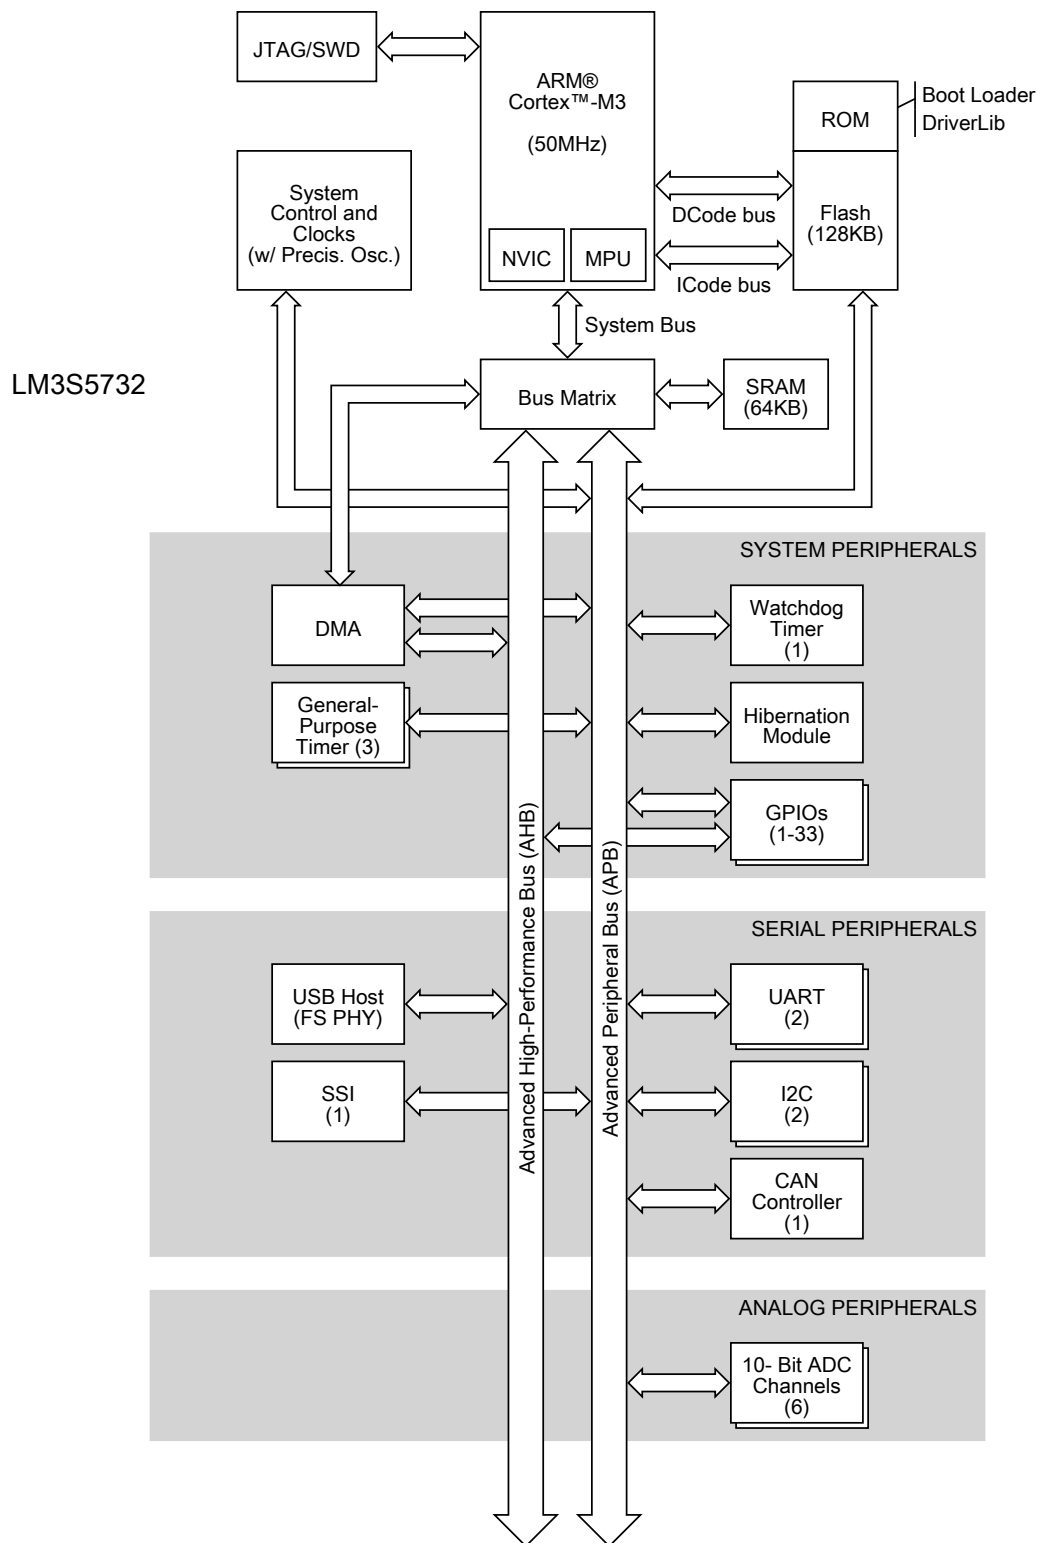 JTAG/SWD
ARM®
Cortex™-M3
(50MHz)
NVIC
MPU
ROM
Boot Loader
DriverLib
Flash
(128KB)
DCode bus
ICode bus
System
Control and
Clocks
(w/ Precis. Osc.)
System Bus
LM3S5732
Bus Matrix
SRAM
(64KB)
SYSTEM PERIPHERALS
DMA
Watchdog
Timer
(1)
General-
Purpose
Timer (3)
Hibernation
Module
GPIOs
(1-33)
Advanced High-Performance Bus (AHB)
Advanced Peripheral Bus (APB)
SERIAL PERIPHERALS
USB Host
(FS PHY)
UART
(2)
SSI
(1)
I2C
(2)
CAN
Controller
(1)
ANALOG PERIPHERALS
10- Bit ADC
Channels
(6)